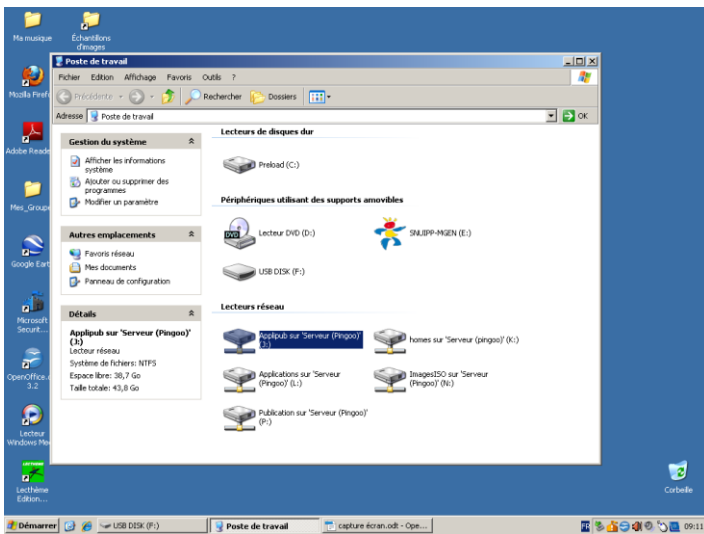 Ma musique
Échantillons
d'images
Mozilla Firef
Adobe Reade
Mes_Groupe
Google Eart
Microsoft
Securit...
OpenOffice.
3.2
Lecteur
Windows Me
LECTHEME
Lecthème
Edition...
Corbeille
Poste de travail
Fichier Edition Affichage Favoris Outils ?
Précédente Rechercher Dossiers
Adresse Poste de travail OK
Gestion du système
Afficher les informations
système
Ajouter ou supprimer des
programmes
Modifier un paramètre
Autres emplacements
Favoris réseau
Mes documents
Panneau de configuration
Détails
Applipub sur 'Serveur (Pingoo)'
(J:)
Lecteur réseau
Système de fichiers: NTFS
Espace libre: 38,7 Go
Taille totale: 43,8 Go
Lecteurs de disques dur
Preload (C:)
Périphériques utilisant des supports amovibles
DVD
Lecteur DVD (D:)
SNUIPP-MGEN (E:)
USB DISK (F:)
Lecteurs réseau
Applipub sur 'Serveur (Pingoo)'
(J:)
homes sur 'Serveur (pingoo)' (K:)
Applications sur 'Serveur
(Pingoo)' (L:)
ImagesISO sur 'Serveur
(Pingoo)' (N:)
Publication sur 'Serveur (Pingoo)'
(P:)
Démarrer USB DISK (F:) Poste de travail capture écran.odt - Ope... FR 09:11